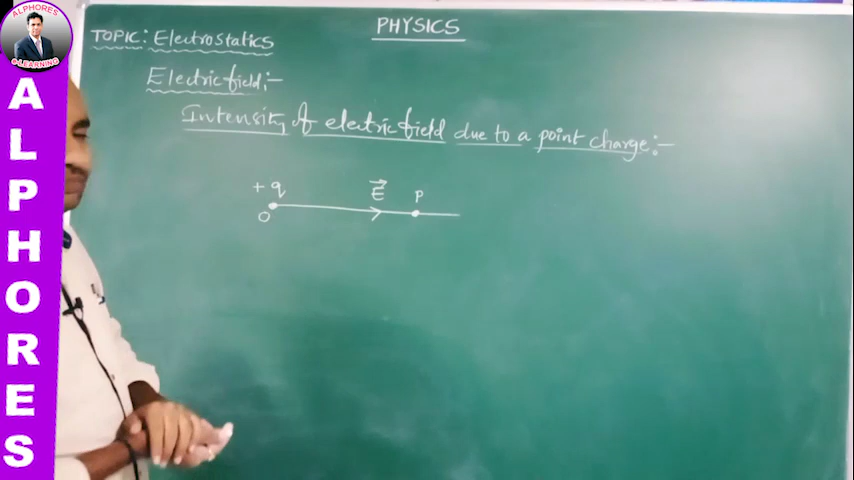 ALPHORES
e-LEARNING
ALPHORES
PHYSICS
TOPIC: Electrostatics
Electric field:-
Intensity of electric field due to a point charge:-
+q
E⃗
P
O